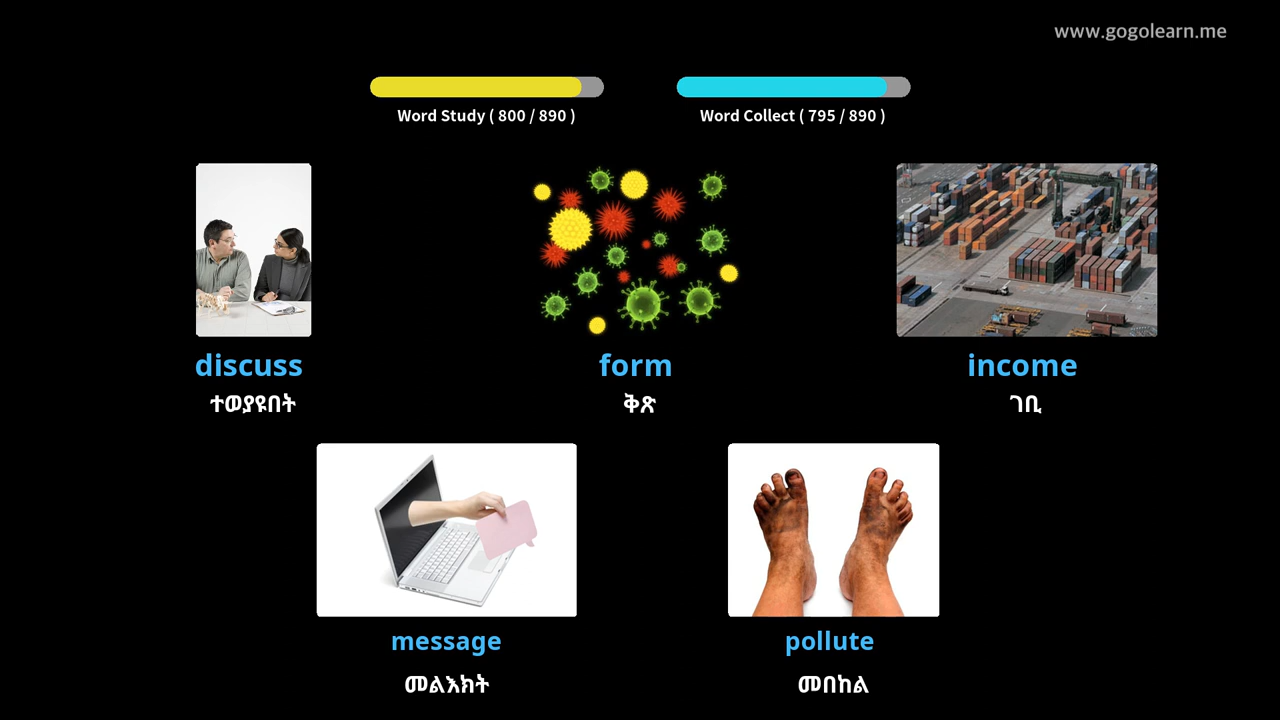 www.gogolearn.me
Word Study ( 800 / 890 )
Word Collect ( 795 / 890 )
discuss
form
income
ተወያዩበት
ቅጽ
ገቢ
message
pollute
መልእክት
መበከል